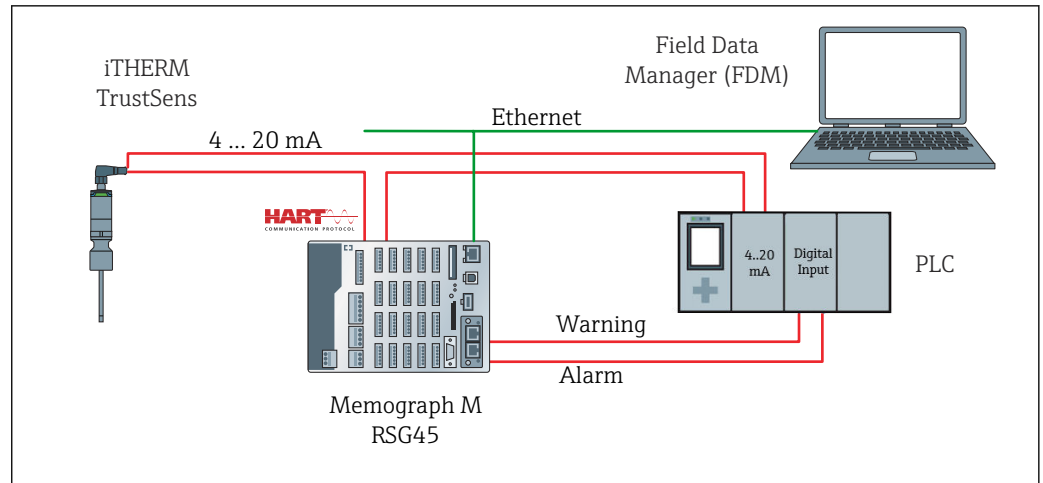 iTHERM
TrustSens
Field Data
Manager (FDM)
Ethernet
4 ... 20 mA
HART
COMMUNICATION PROTOCOL
4..20
mA
Digital
Input
PLC
Warning
Alarm
Memograph M
RSG45